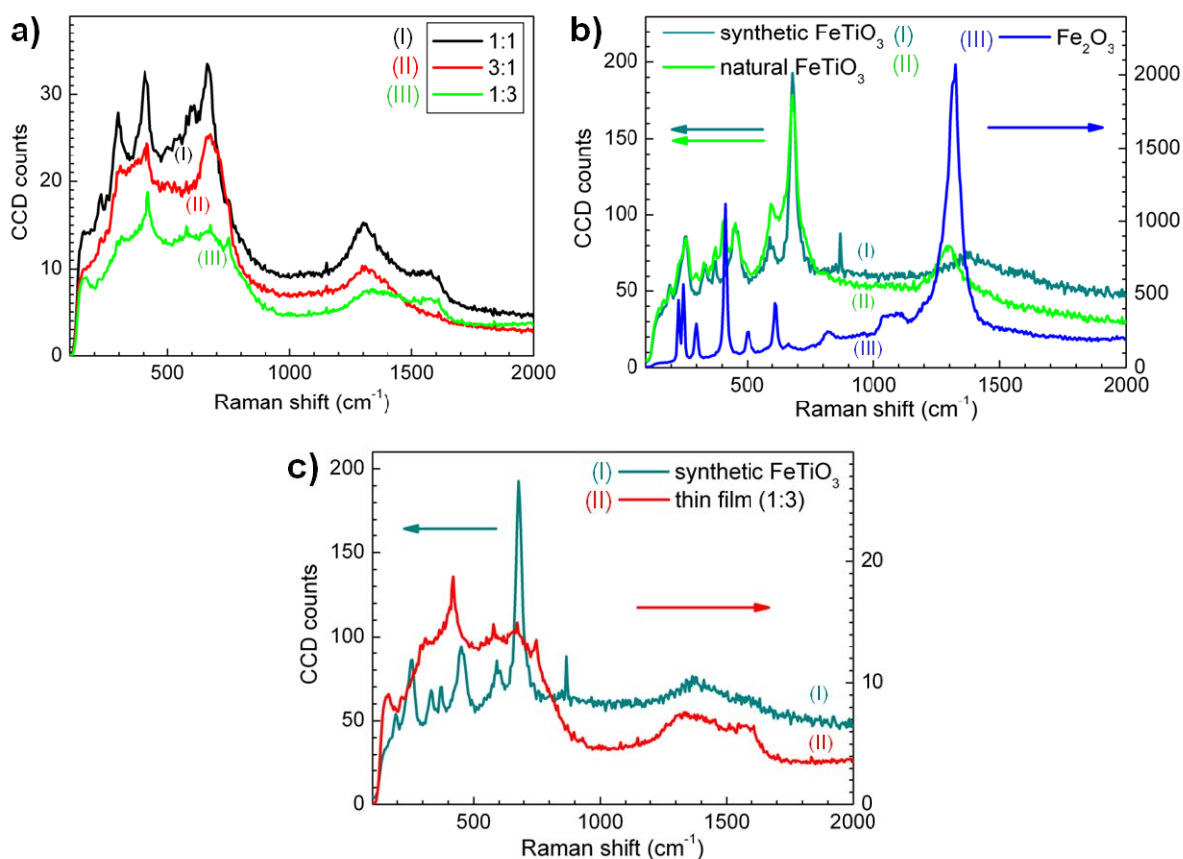 a)
(I) 1:1
(II) 3:1
(III) 1:3
30
20
10
0
CCD counts
(I)
(II)
(III)
500 1000 1500 2000
Raman shift (cm⁻¹)
b)
synthetic FeTiO₃ (I)
natural FeTiO₃ (II)
(III) Fe₂O₃
200
150
100
50
0
CCD counts
2000
1500
1000
500
0
(I)
(II)
(III)
500 1000 1500 2000
Raman shift (cm⁻¹)
c)
(I) synthetic FeTiO₃
(II) thin film (1:3)
200
150
100
50
0
CCD counts
20
10
0
(I)
(II)
500 1000 1500 2000
Raman shift (cm⁻¹)